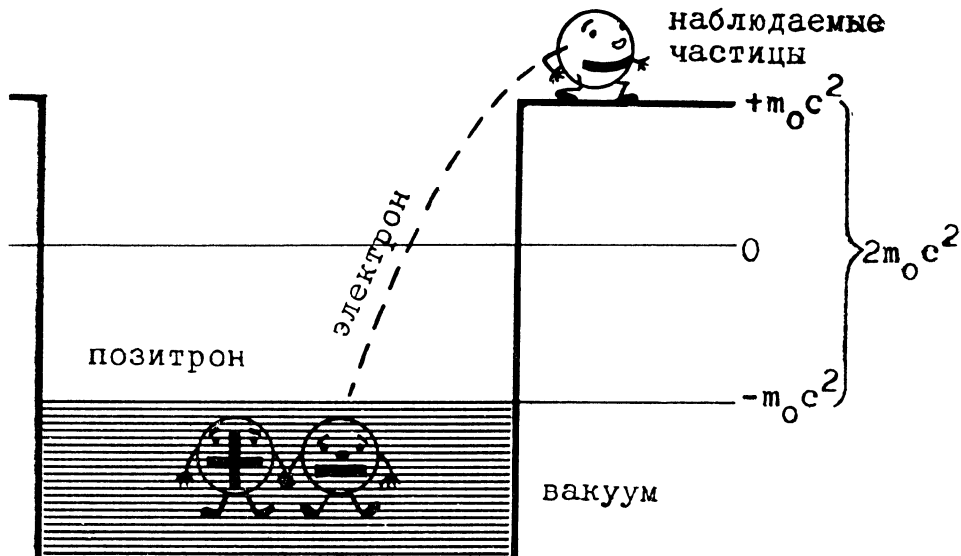 наблюдаемые
частицы
+m₀c²
электрон
0
2m₀c²
позитрон
-m₀c²
вакуум